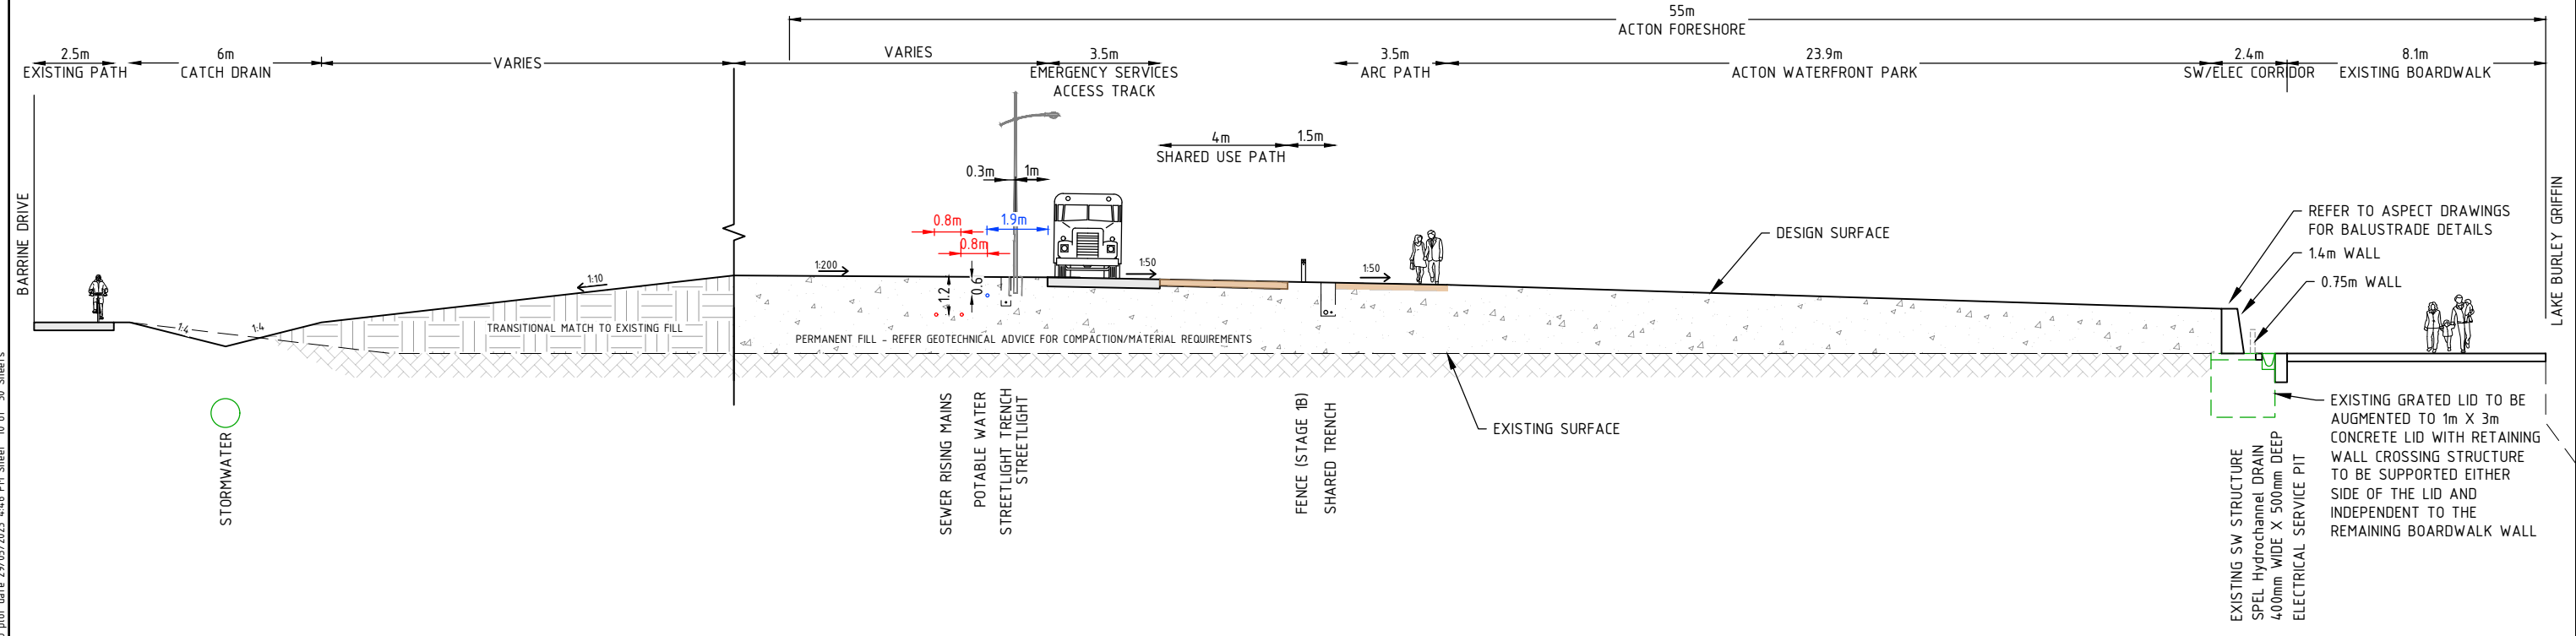 55m
ACTON FORESHORE
2.5m
EXISTING PATH
6m
CATCH DRAIN
VARIES
VARIES
3.5m
EMERGENCY SERVICES
ACCESS TRACK
3.5m
ARC PATH
23.9m
ACTON WATERFRONT PARK
2.4m
SW/ELEC CORRIDOR
8.1m
EXISTING BOARDWALK
4m
SHARED USE PATH
1.5m
0.3m
1m
0.8m
1.9m
0.8m
BARRINE DRIVE
LAKE BURLEY GRIFFIN
REFER TO ASPECT DRAWINGS
FOR BALUSTRADE DETAILS
1.4m WALL
0.75m WALL
DESIGN SURFACE
1:200
1:50
1:50
1:10
1:4
1:4
1.2
0.6
TRANSITIONAL MATCH TO EXISTING FILL
PERMANENT FILL - REFER GEOTECHNICAL ADVICE FOR COMPACTION/MATERIAL REQUIREMENTS
EXISTING SURFACE
STORMWATER
SEWER RISING MAINS
POTABLE WATER
STREETLIGHT TRENCH
STREETLIGHT
FENCE (STAGE 1B)
SHARED TRENCH
EXISTING SW STRUCTURE
SPEL Hydrochannel DRAIN
400mm WIDE X 500mm DEEP
ELECTRICAL SERVICE PIT
EXISTING GRATED LID TO BE
AUGMENTED TO 1m X 3m
CONCRETE LID WITH RETAINING
WALL CROSSING STRUCTURE
TO BE SUPPORTED EITHER
SIDE OF THE LID AND
INDEPENDENT TO THE
REMAINING BOARDWALK WALL